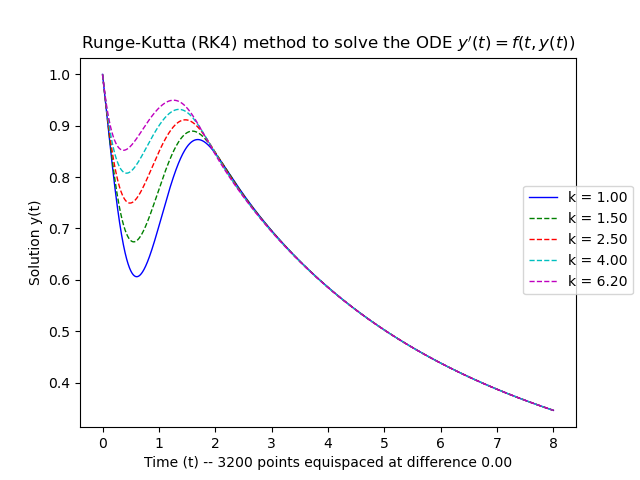 Runge-Kutta (RK4) method to solve the ODE y′(t) = f(t, y(t))
1.0
0.9
0.8
0.7
0.6
0.5
0.4
Solution y(t)
k = 1.00
k = 1.50
k = 2.50
k = 4.00
k = 6.20
0 1 2 3 4 5 6 7 8
Time (t) -- 3200 points equispaced at difference 0.00